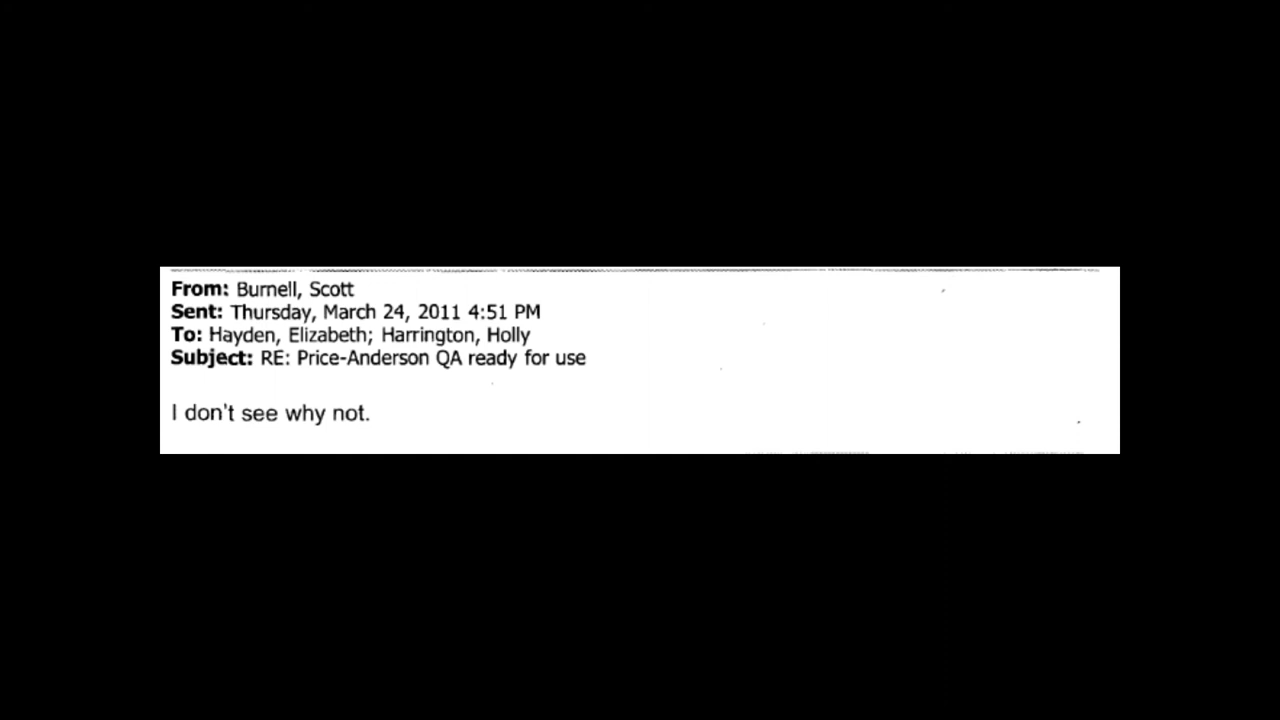 From: Burnell, Scott
Sent: Thursday, March 24, 2011 4:51 PM
To: Hayden, Elizabeth; Harrington, Holly
Subject: RE: Price-Anderson QA ready for use
I don't see why not.